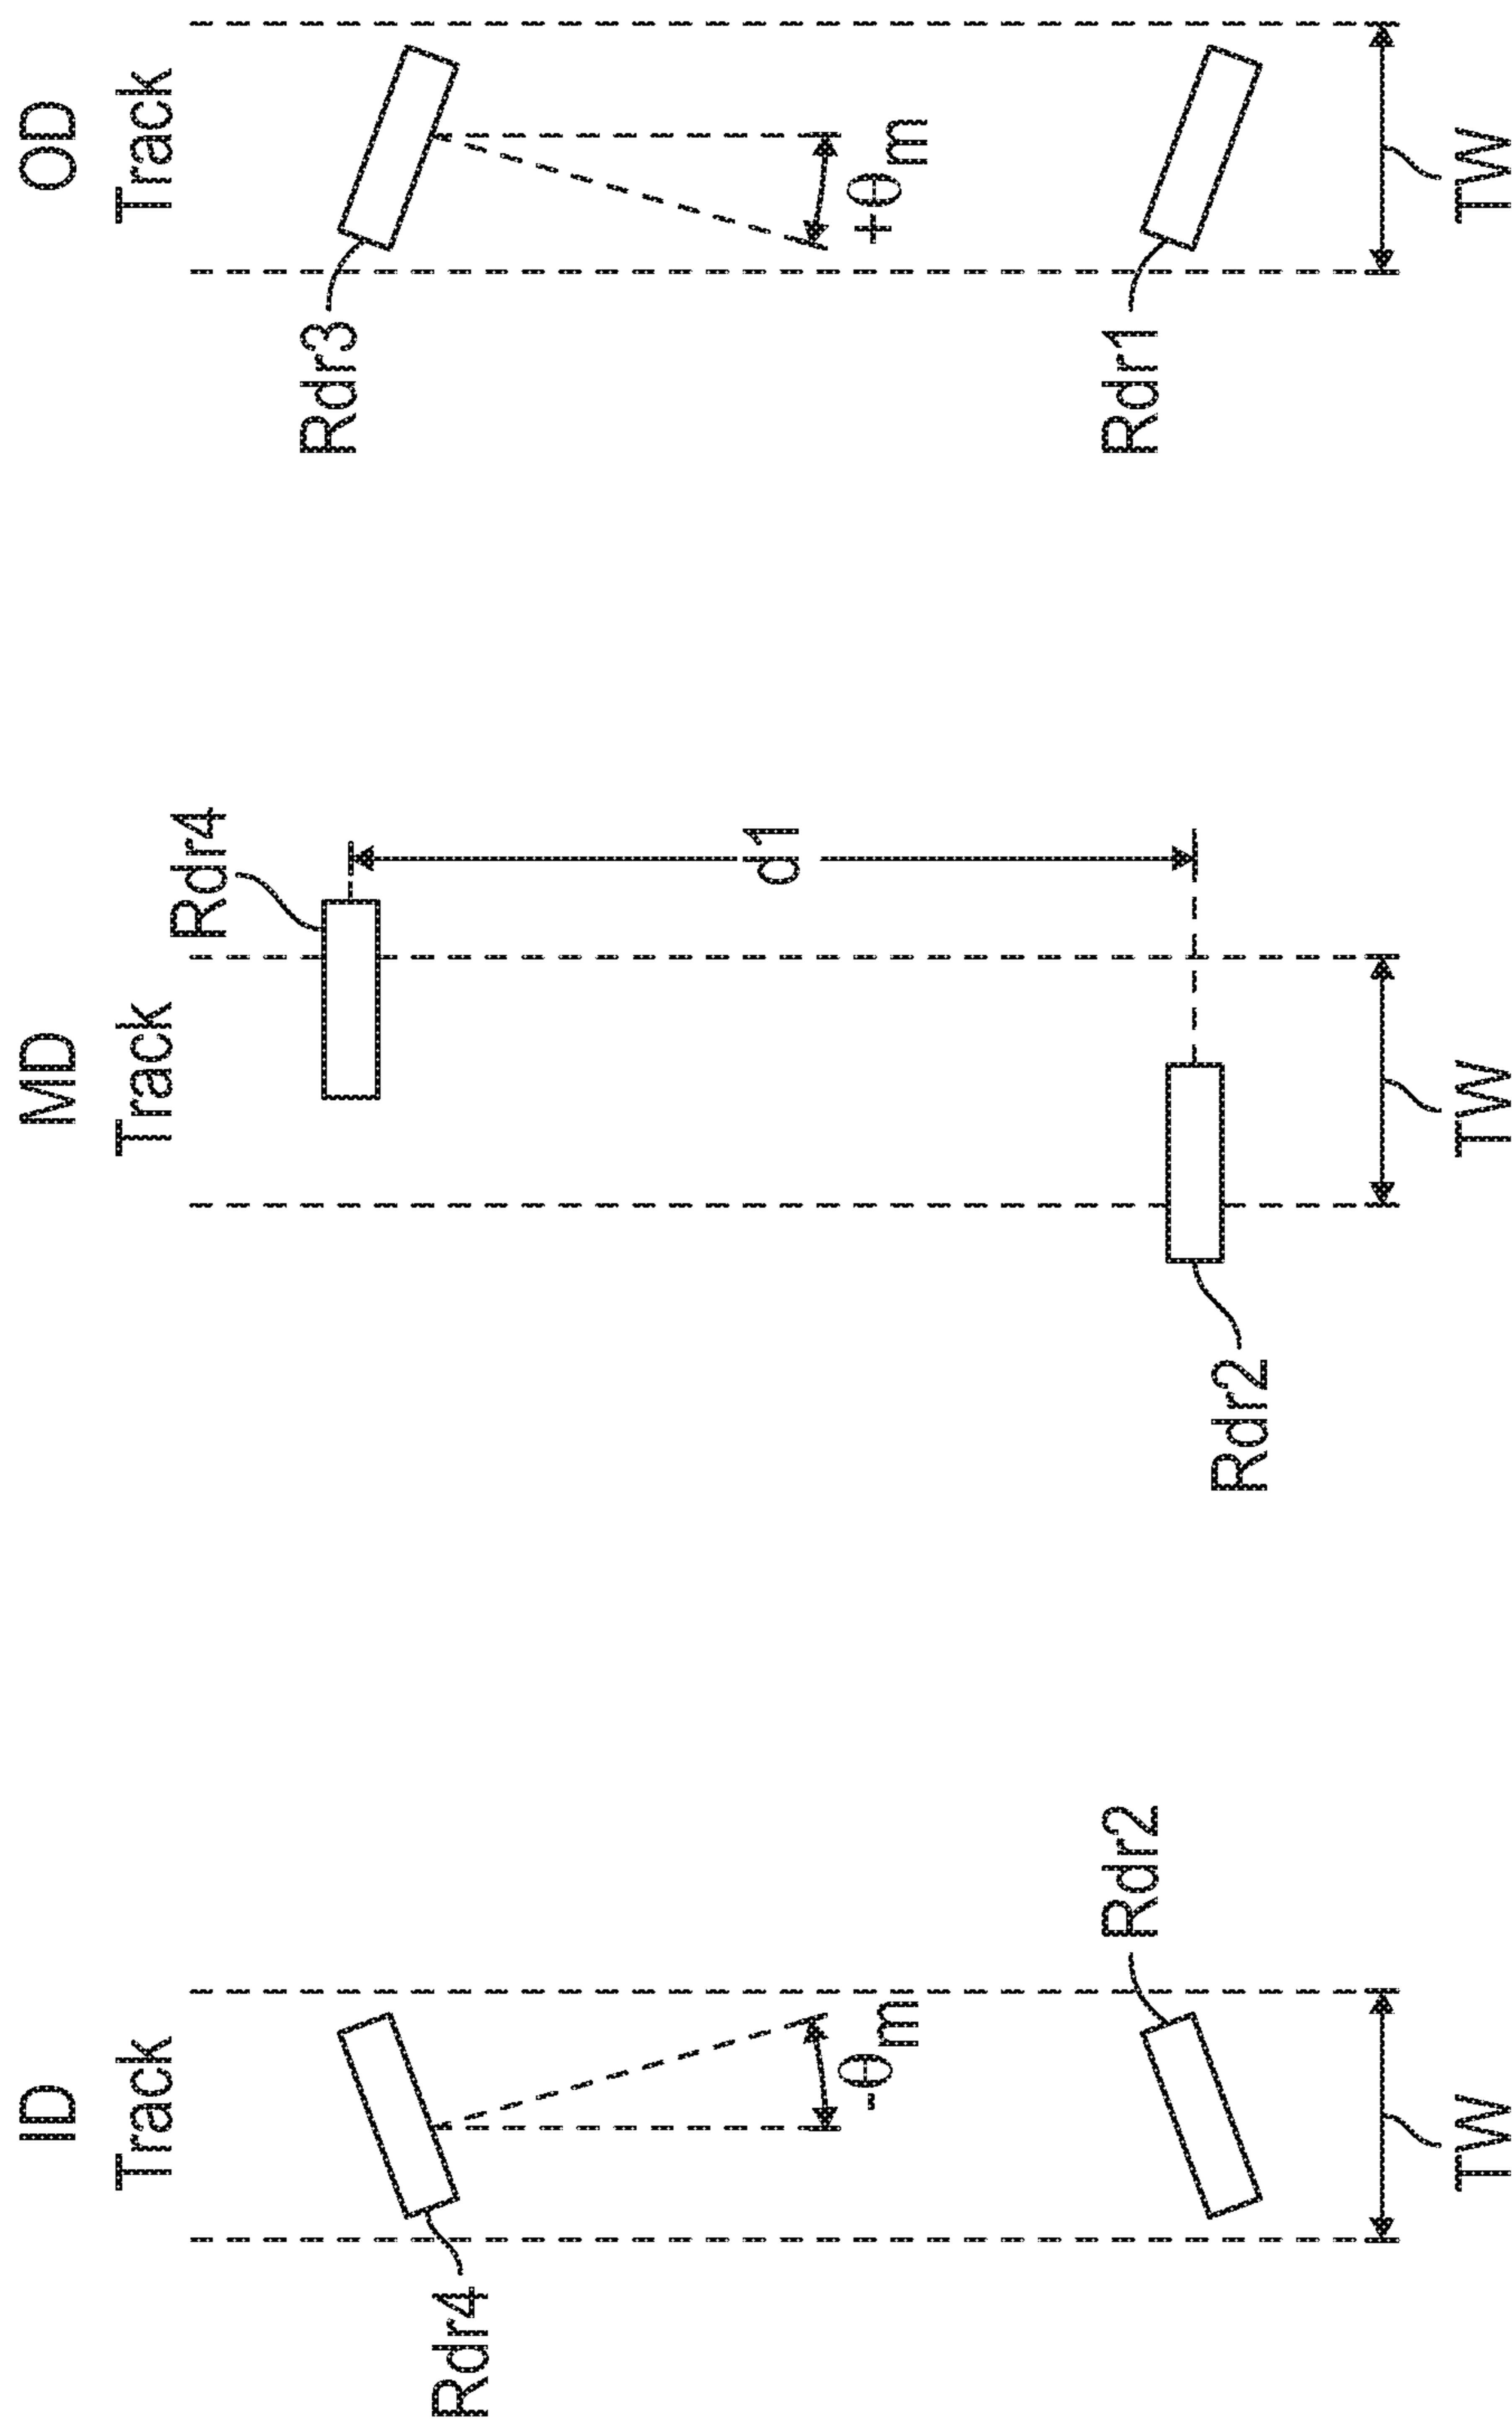 ID
Track
Rdr4
-θm
Rdr2
TW
MD
Track
Rdr4
d1
Rdr2
TW
OD
Track
Rdr3
+θm
Rdr1
TW